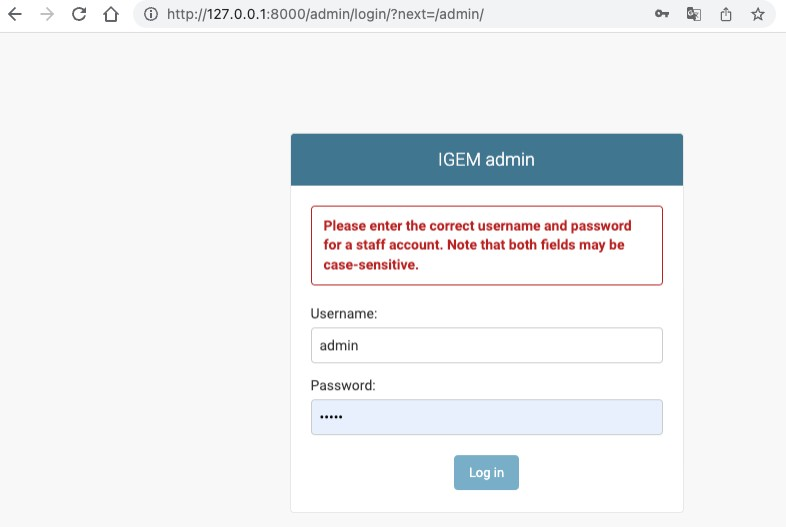 http://127.0.0.1:8000/admin/login/?next=/admin/
IGEM admin
Please enter the correct username and password
for a staff account. Note that both fields may be
case-sensitive.
Username:
admin
Password:
•••••
Log in